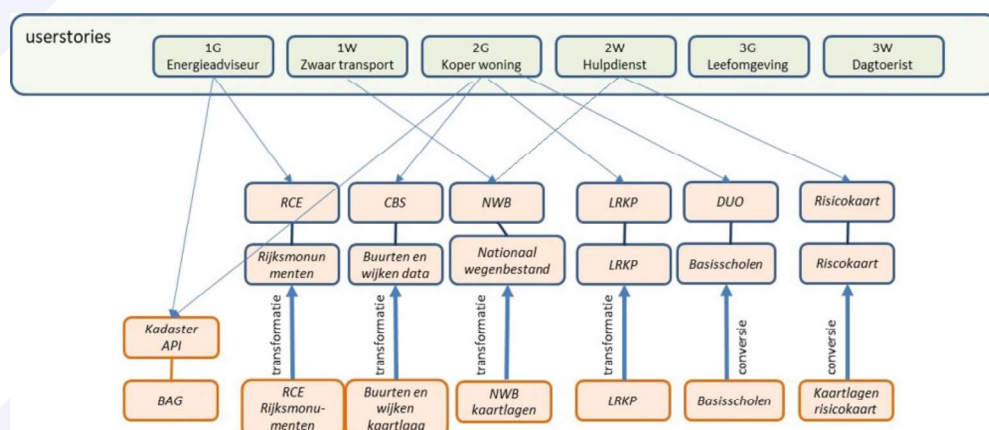 userstories
1G
Energieadviseur
1W
Zwaar transport
2G
Koper woning
2W
Hulpdienst
3G
Leefomgeving
3W
Dagtoerist
RCE
CBS
NWB
LRKP
DUO
Risicokaart
Rijksmonun
menten
Buurten en
wijken data
Nationaal
wegenbestand
LRKP
Basisscholen
Riscokaart
transformatie
transformatie
transformatie
transformatie
conversie
conversie
Kadaster
API
BAG
RCE
Rijksmonu-
menten
Buurten en
wijken
kaartlaag
NWB
kaartlagen
LRKP
Basisscholen
Kaartlagen
risicokaart